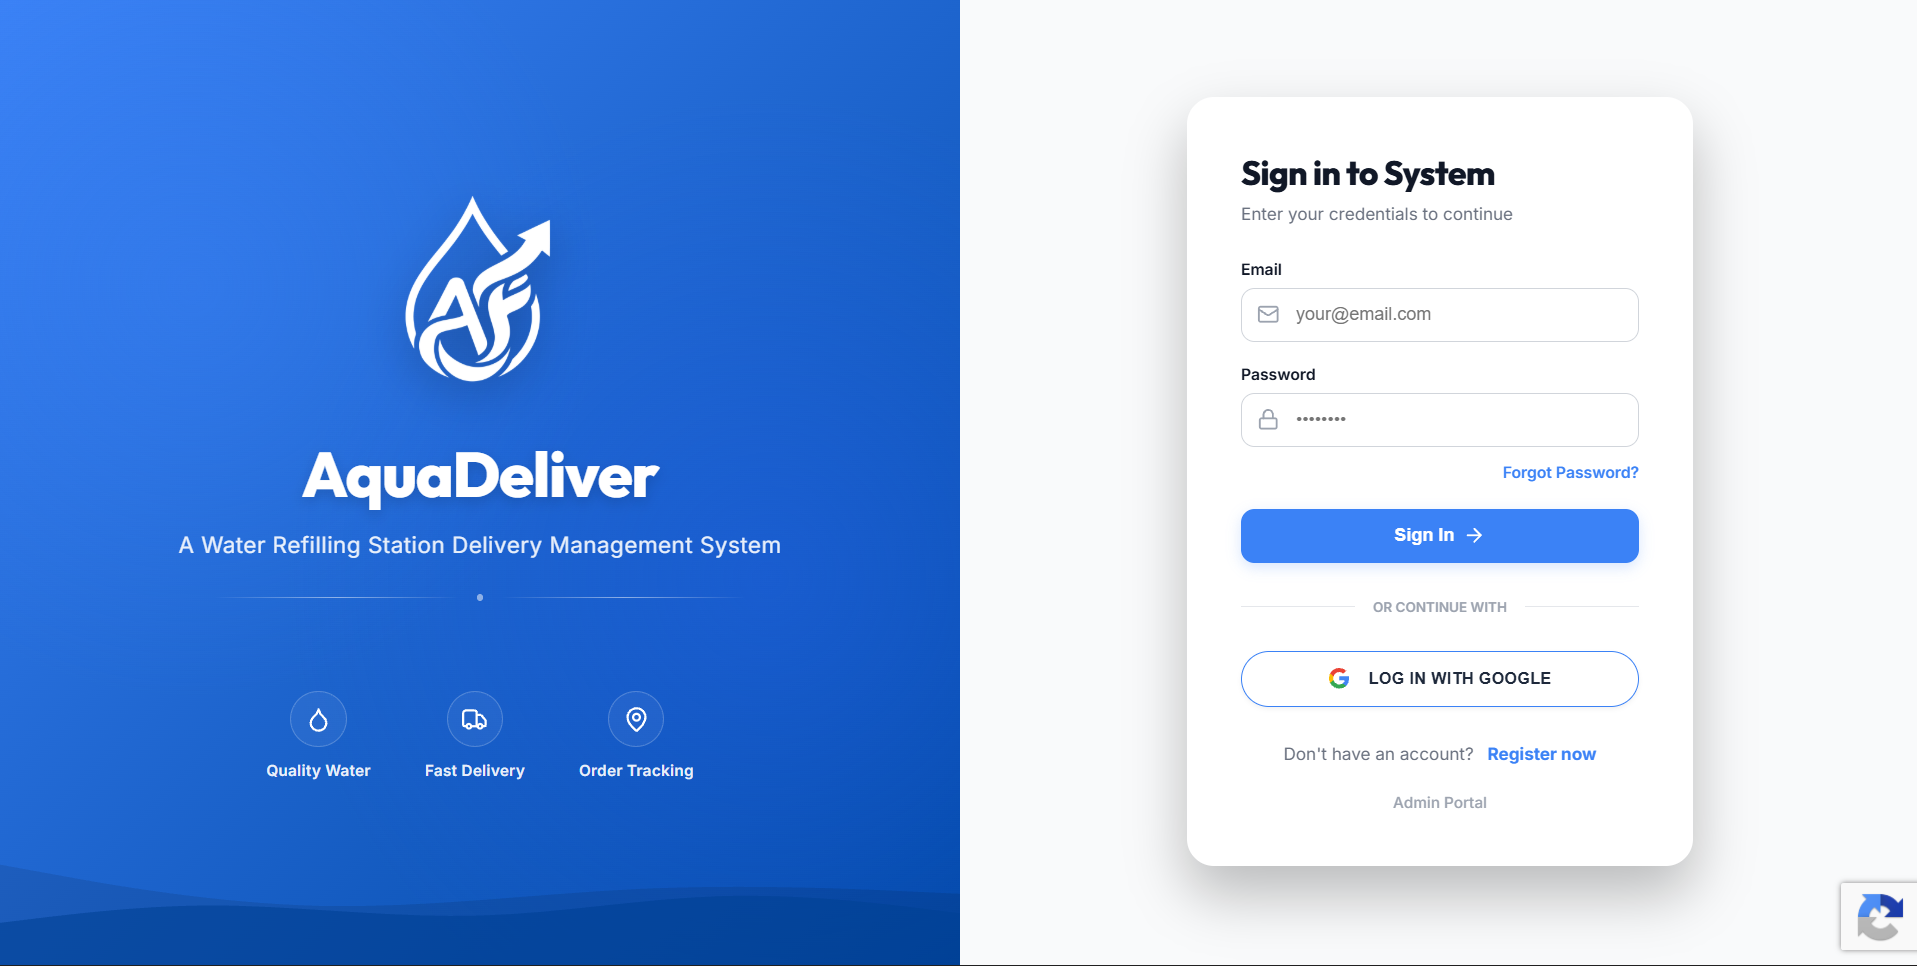 AF
AquaDeliver
A Water Refilling Station Delivery Management System
Quality Water
Fast Delivery
Order Tracking
Sign in to System
Enter your credentials to continue
Email
your@email.com
Password
••••••••
Forgot Password?
Sign In →
OR CONTINUE WITH
LOG IN WITH GOOGLE
Don't have an account? Register now
Admin Portal